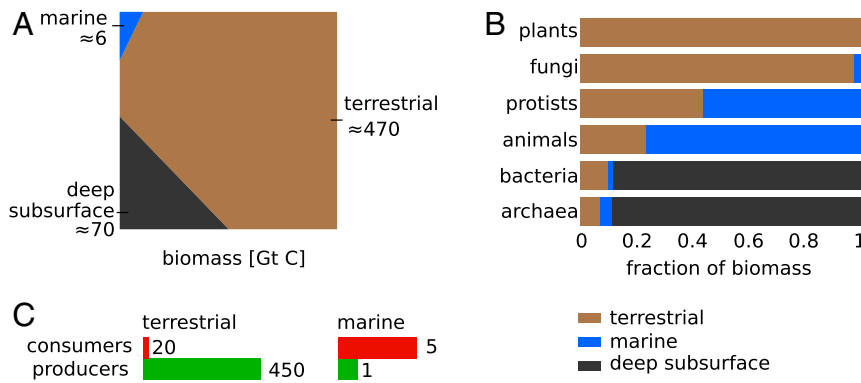 A
marine
≈6
terrestrial
≈470
deep
subsurface
≈70
biomass [Gt C]
B
plants
fungi
protists
animals
bacteria
archaea
0 0.2 0.4 0.6 0.8 1
fraction of biomass
terrestrial
marine
deep subsurface
C
terrestrial marine
consumers 20 5
producers 450 1